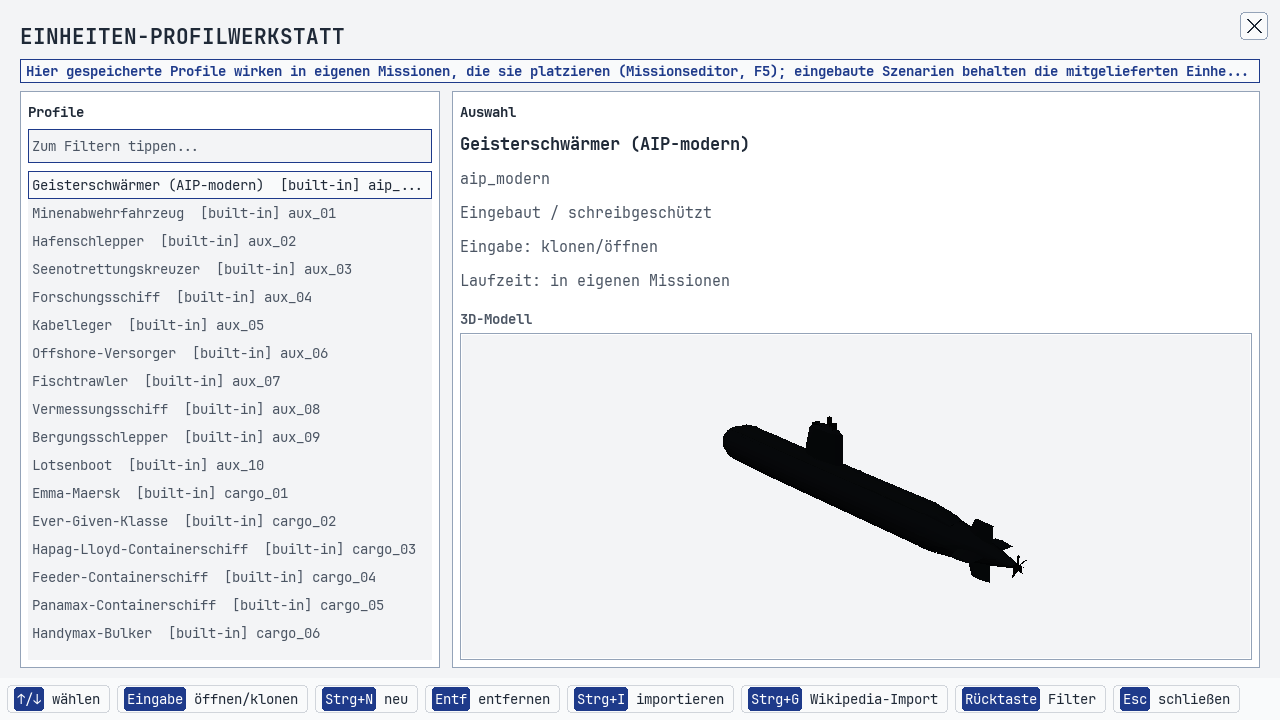 EINHEITEN-PROFILWERKSTATT
Hier gespeicherte Profile wirken in eigenen Missionen, die sie platzieren (Missionseditor, F5); eingebaute Szenarien behalten die mitgelieferten Einhe...
Profile
Zum Filtern tippen...
Geisterschwärmer (AIP-modern)  [built-in] aip_...
Minenabwehrfahrzeug  [built-in] aux_01
Hafenschlepper  [built-in] aux_02
Seenotrettungskreuzer  [built-in] aux_03
Forschungsschiff  [built-in] aux_04
Kabelleger  [built-in] aux_05
Offshore-Versorger  [built-in] aux_06
Fischtrawler  [built-in] aux_07
Vermessungsschiff  [built-in] aux_08
Bergungsschlepper  [built-in] aux_09
Lotsenboot  [built-in] aux_10
Emma-Maersk  [built-in] cargo_01
Ever-Given-Klasse  [built-in] cargo_02
Hapag-Lloyd-Containerschiff  [built-in] cargo_03
Feeder-Containerschiff  [built-in] cargo_04
Panamax-Containerschiff  [built-in] cargo_05
Handymax-Bulker  [built-in] cargo_06
Auswahl
Geisterschwärmer (AIP-modern)
aip_modern
Eingebaut / schreibgeschützt
Eingabe: klonen/öffnen
Laufzeit: in eigenen Missionen
3D-Modell
↑/↓ wählen  Eingabe öffnen/klonen  Strg+N neu  Entf entfernen  Strg+I importieren  Strg+G Wikipedia-Import  Rücktaste Filter  Esc schließen